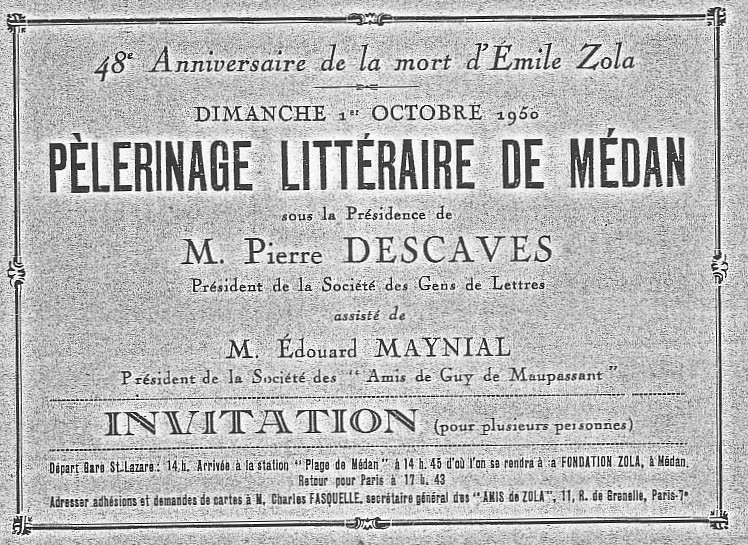 48e Anniversaire de la mort d'Émile Zola
DIMANCHE 1er OCTOBRE 1950
PÈLERINAGE LITTÉRAIRE DE MÉDAN
sous la Présidence de
M. Pierre DESCAVES
Président de la Société des Gens de Lettres
assisté de
M. Édouard MAYNIAL
Président de la Société des "Amis de Guy de Maupassant"
INVITATION (pour plusieurs personnes)
Départ Gare St-Lazare : 14 h. Arrivée à la station "Plage de Médan" à 14 h. 45 d'où l'on se rendra à :a FONDATION ZOLA, à Médan.
Retour pour Paris à 17 h. 43
Adresser adhésions et demandes de cartes à M. Charles FASQUELLE, secrétaire général des "AMIS de ZOLA", 11, R. de Grenelle, Paris-7e